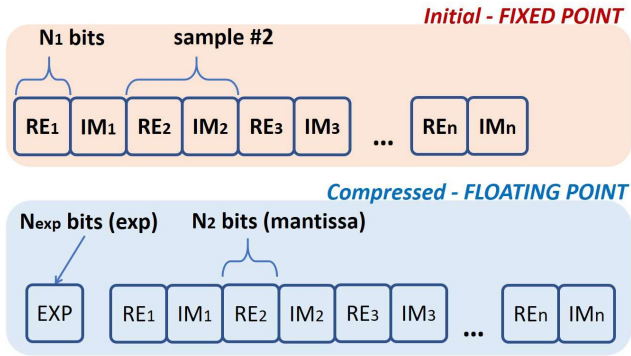 Initial - FIXED POINT
N1 bits sample #2
RE1 IM1 RE2 IM2 RE3 IM3 ... REn IMn
Compressed - FLOATING POINT
Nexp bits (exp) N2 bits (mantissa)
EXP RE1 IM1 RE2 IM2 RE3 IM3 ... REn IMn